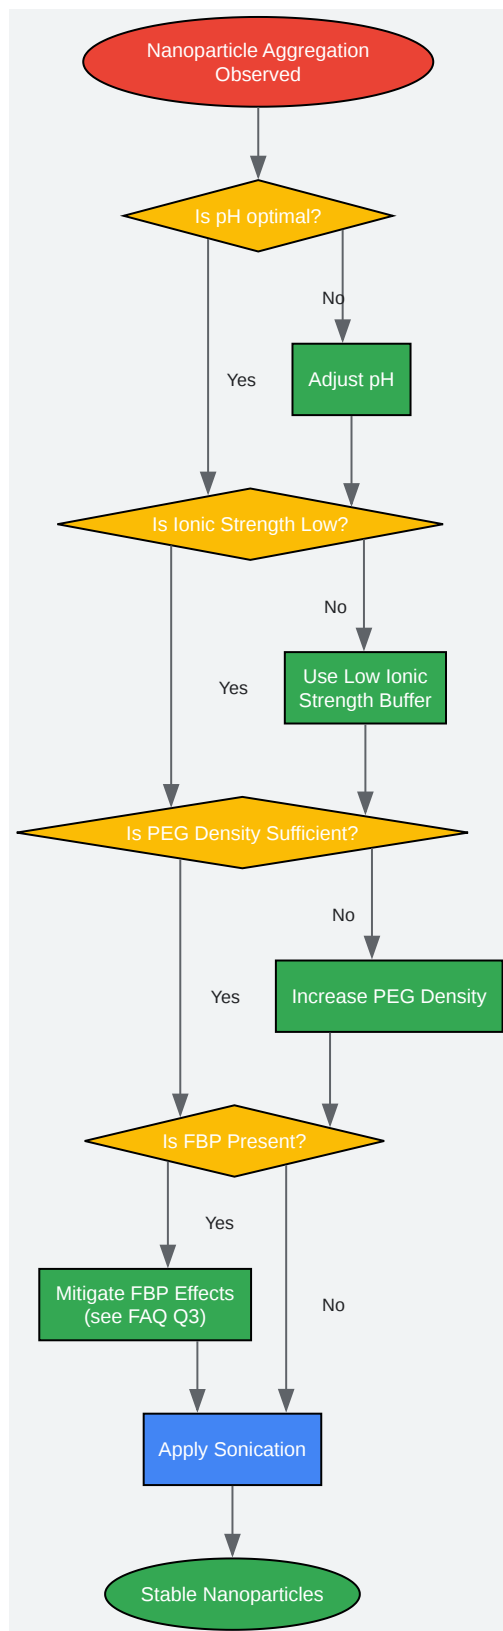 Nanoparticle Aggregation
Observed
Is pH optimal?
No
Yes
Adjust pH
Is Ionic Strength Low?
No
Yes
Use Low Ionic
Strength Buffer
Is PEG Density Sufficient?
No
Yes
Increase PEG Density
Is FBP Present?
Yes
Mitigate FBP Effects
(see FAQ Q3)
No
Apply Sonication
Stable Nanoparticles